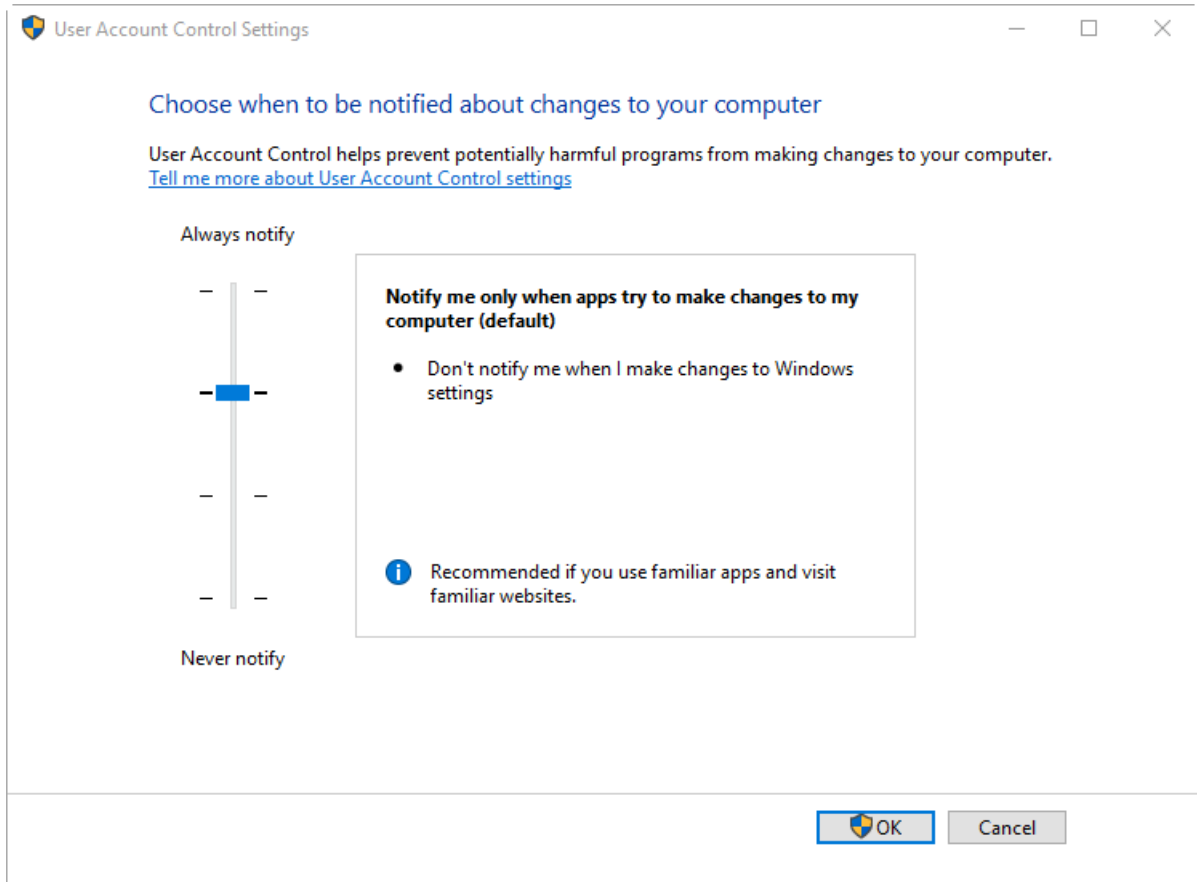 User Account Control Settings
Choose when to be notified about changes to your computer
User Account Control helps prevent potentially harmful programs from making changes to your computer.
Tell me more about User Account Control settings
Always notify
Notify me only when apps try to make changes to my
computer (default)
• Don't notify me when I make changes to Windows
settings
Recommended if you use familiar apps and visit
familiar websites.
Never notify
OK
Cancel